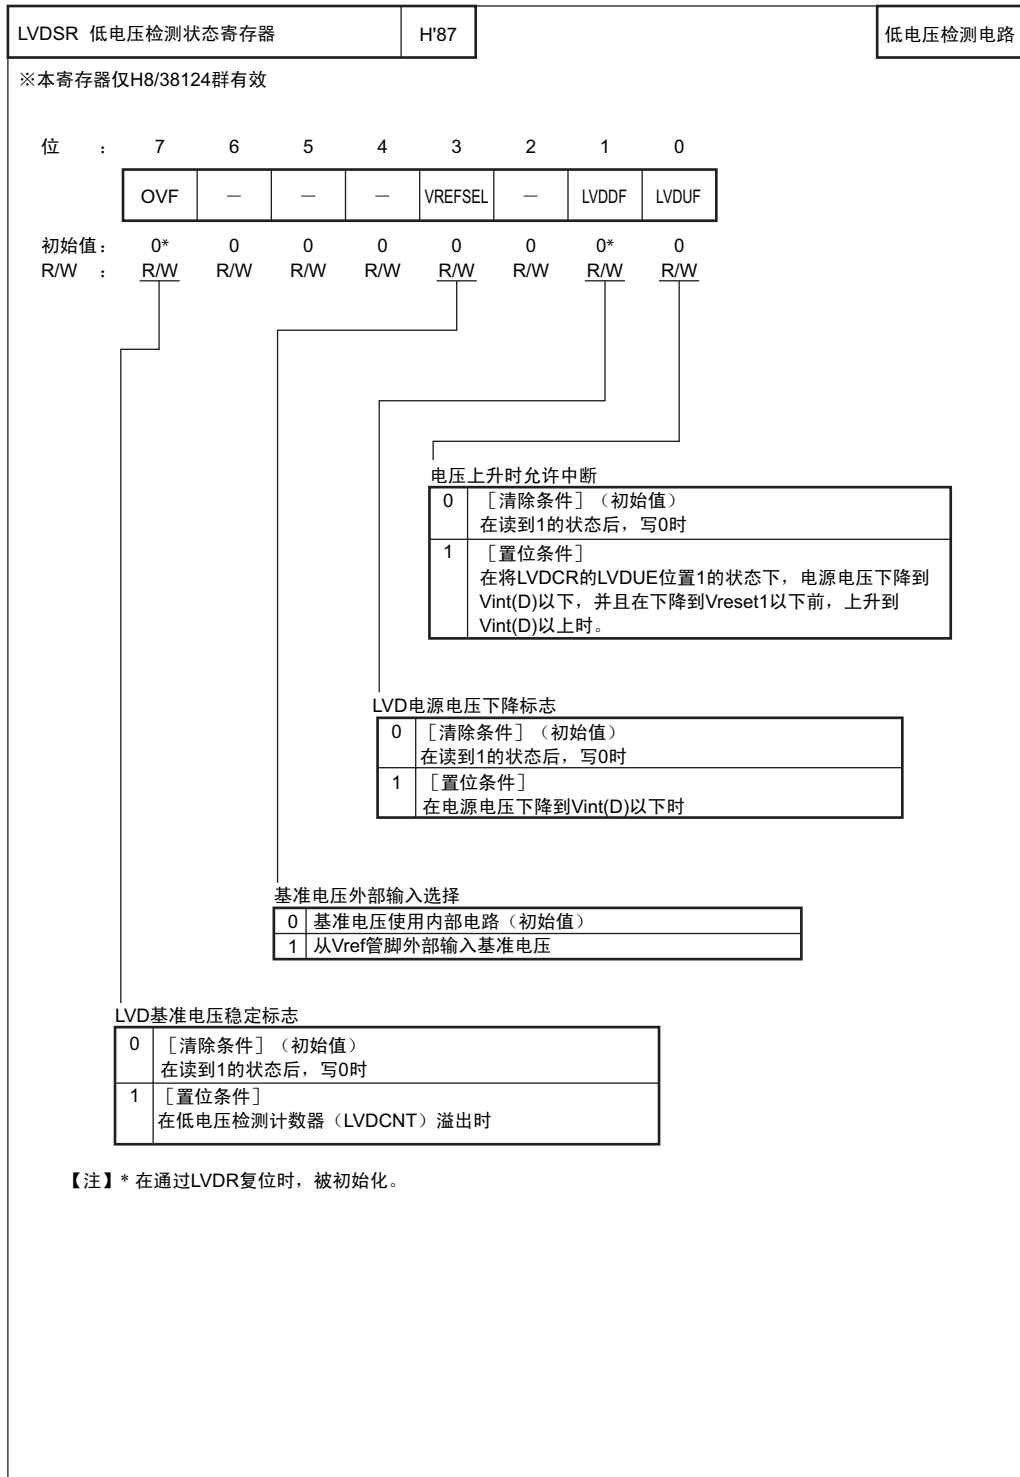 LVDSR 低电压检测状态寄存器 H'87 低电压检测电路
※本寄存器仅H8/38124群有效
位 : 7 6 5 4 3 2 1 0
OVF － － － VREFSEL － LVDDF LVDUF
初始值: 0* 0 0 0 0 0 0* 0
R/W : R/W R/W R/W R/W R/W R/W R/W R/W
电压上升时允许中断
0 ［清除条件］（初始值）
在读到1的状态后，写0时
1 ［置位条件］
在将LVDCR的LVDUE位置1的状态下，电源电压下降到
Vint(D)以下，并且在下降到Vreset1以下前，上升到
Vint(D)以上时。
LVD电源电压下降标志
0 ［清除条件］（初始值）
在读到1的状态后，写0时
1 ［置位条件］
在电源电压下降到Vint(D)以下时
基准电压外部输入选择
0 基准电压使用内部电路（初始值）
1 从Vref管脚外部输入基准电压
LVD基准电压稳定标志
0 ［清除条件］（初始值）
在读到1的状态后，写0时
1 ［置位条件］
在低电压检测计数器（LVDCNT）溢出时
【注】* 在通过LVDR复位时，被初始化。